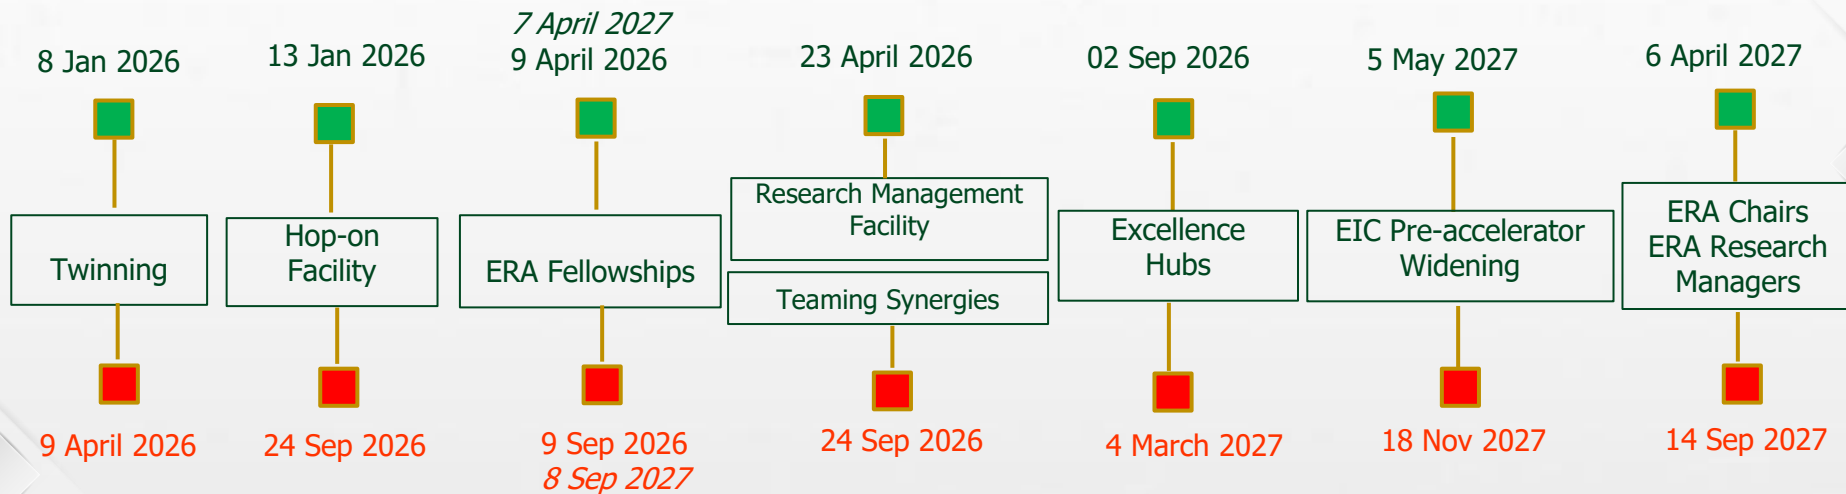 8 Jan 2026
13 Jan 2026
7 April 2027
9 April 2026
23 April 2026
02 Sep 2026
5 May 2027
6 April 2027
Twinning
Hop-on
Facility
ERA Fellowships
Research Management
Facility
Teaming Synergies
Excellence
Hubs
EIC Pre-accelerator
Widening
ERA Chairs
ERA Research
Managers
9 April 2026
24 Sep 2026
9 Sep 2026
8 Sep 2027
24 Sep 2026
4 March 2027
18 Nov 2027
14 Sep 2027